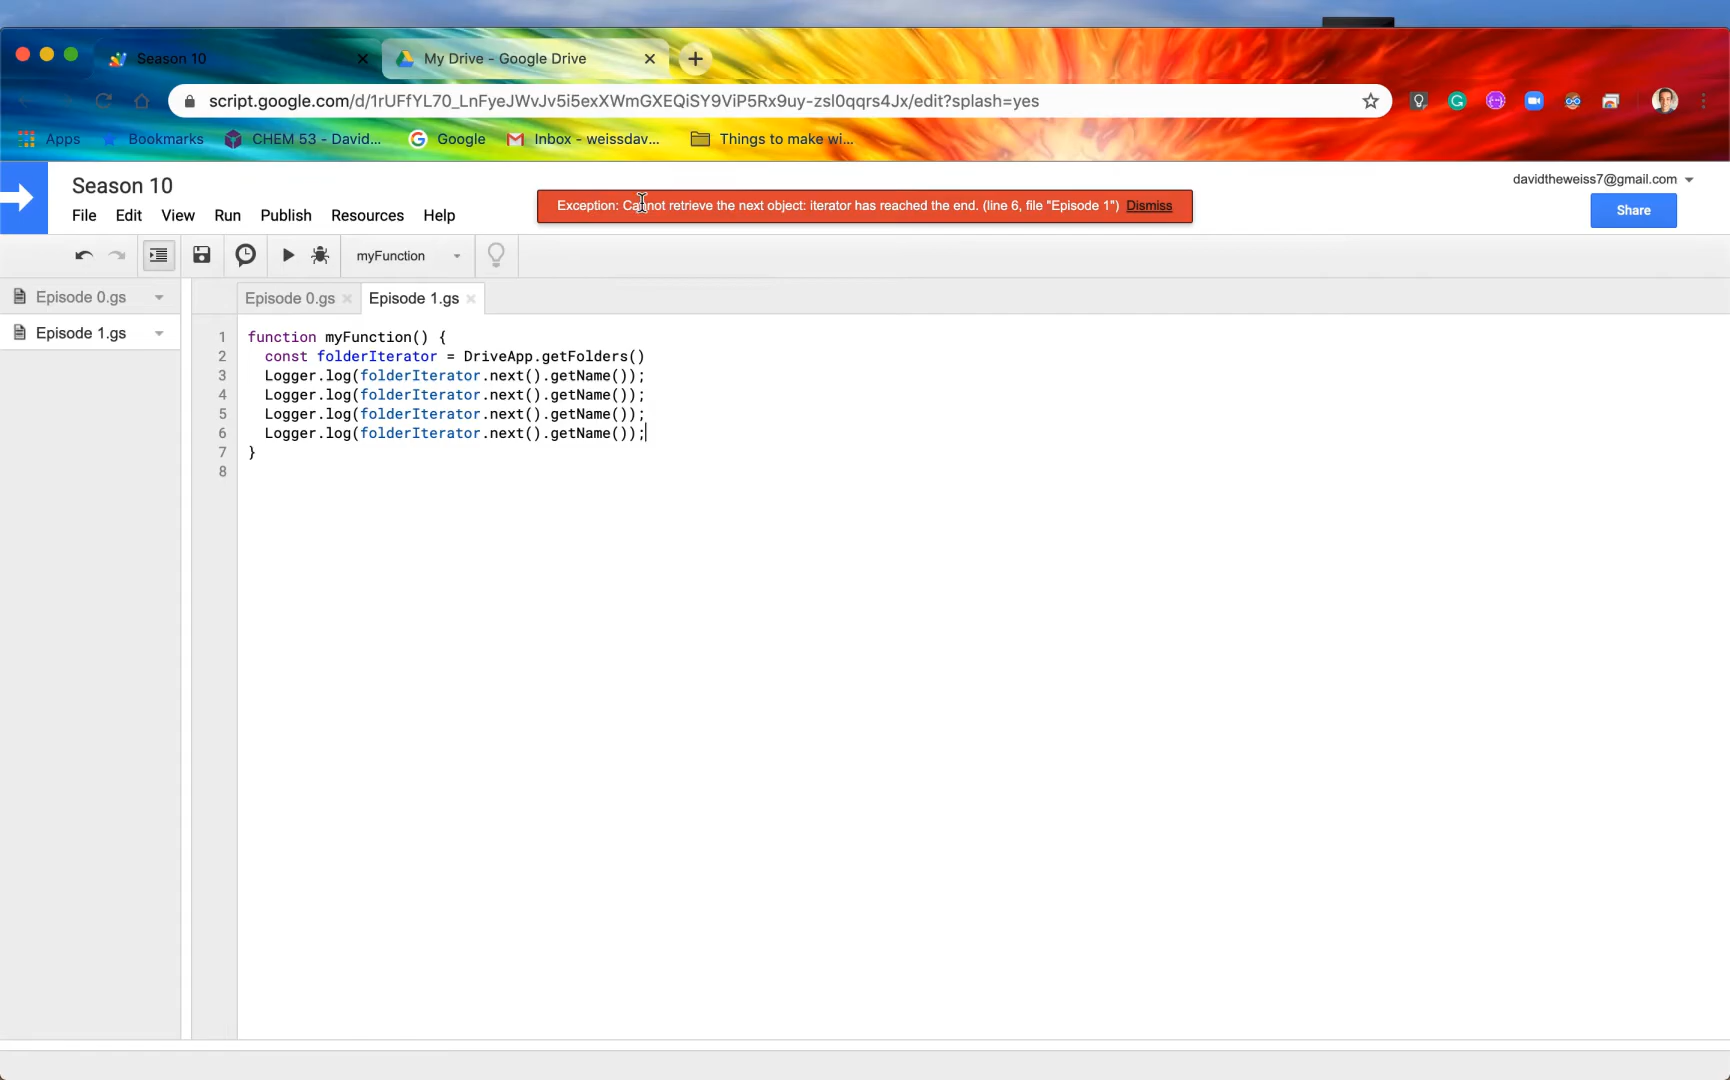 Season 10
My Drive - Google Drive
script.google.com/d/1rUFfYL70_LnFyeJWvJv5i5exXWmGXEQiSY9ViP5Rx9uy-zsl0qqrs4Jx/edit?splash=yes
Apps Bookmarks CHEM 53 - David... Google Inbox - weissdav... Things to make wi...
Season 10
davidtheweiss7@gmail.com
File Edit View Run Publish Resources Help
Exception: Cannot retrieve the next object: iterator has reached the end. (line 6, file "Episode 1") Dismiss
Share
myFunction
Episode 0.gs
Episode 1.gs
Episode 0.gs Episode 1.gs
1 function myFunction() {
2 const folderIterator = DriveApp.getFolders()
3 Logger.log(folderIterator.next().getName());
4 Logger.log(folderIterator.next().getName());
5 Logger.log(folderIterator.next().getName());
6 Logger.log(folderIterator.next().getName());
7 }
8